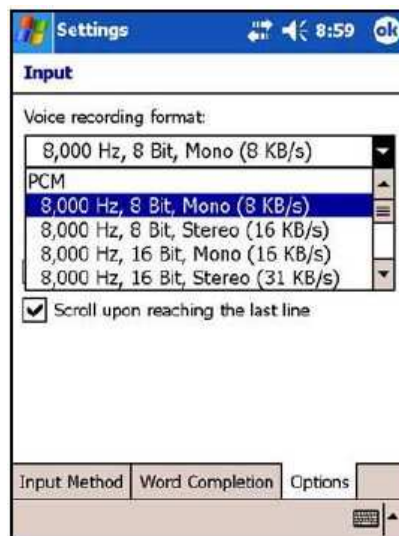 Settings 8:59 ok
Input
Voice recording format:
8,000 Hz, 8 Bit, Mono (8 KB/s)
PCM
8,000 Hz, 8 Bit, Mono (8 KB/s)
8,000 Hz, 8 Bit, Stereo (16 KB/s)
8,000 Hz, 16 Bit, Mono (16 KB/s)
8,000 Hz, 16 Bit, Stereo (31 KB/s)
Scroll upon reaching the last line
Input Method Word Completion Options